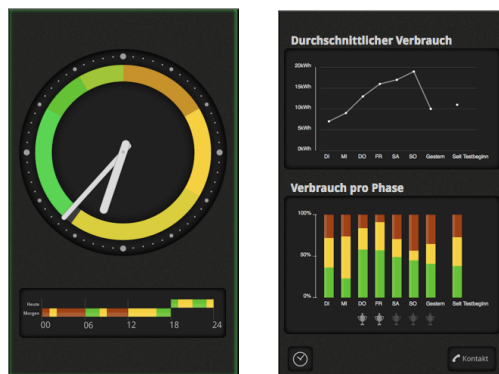 Heute
Morgen
00 06 12 18 24
Durchschnittlicher Verbrauch
20kWh
15kWh
10kWh
5kWh
0kWh
DI MI DO FR SA SO Gestern Seit Testbeginn
Verbrauch pro Phase
100%
50%
0%
DI MI DO FR SA SO Gestern Seit Testbeginn
Kontakt